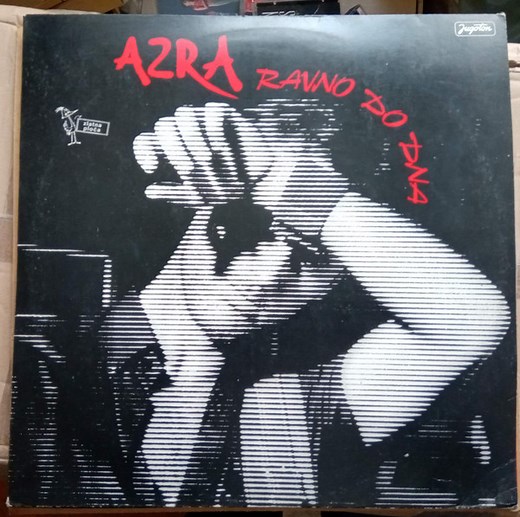 Jugoton
AZRA RAVNO DO DNA
zlatna
ploča